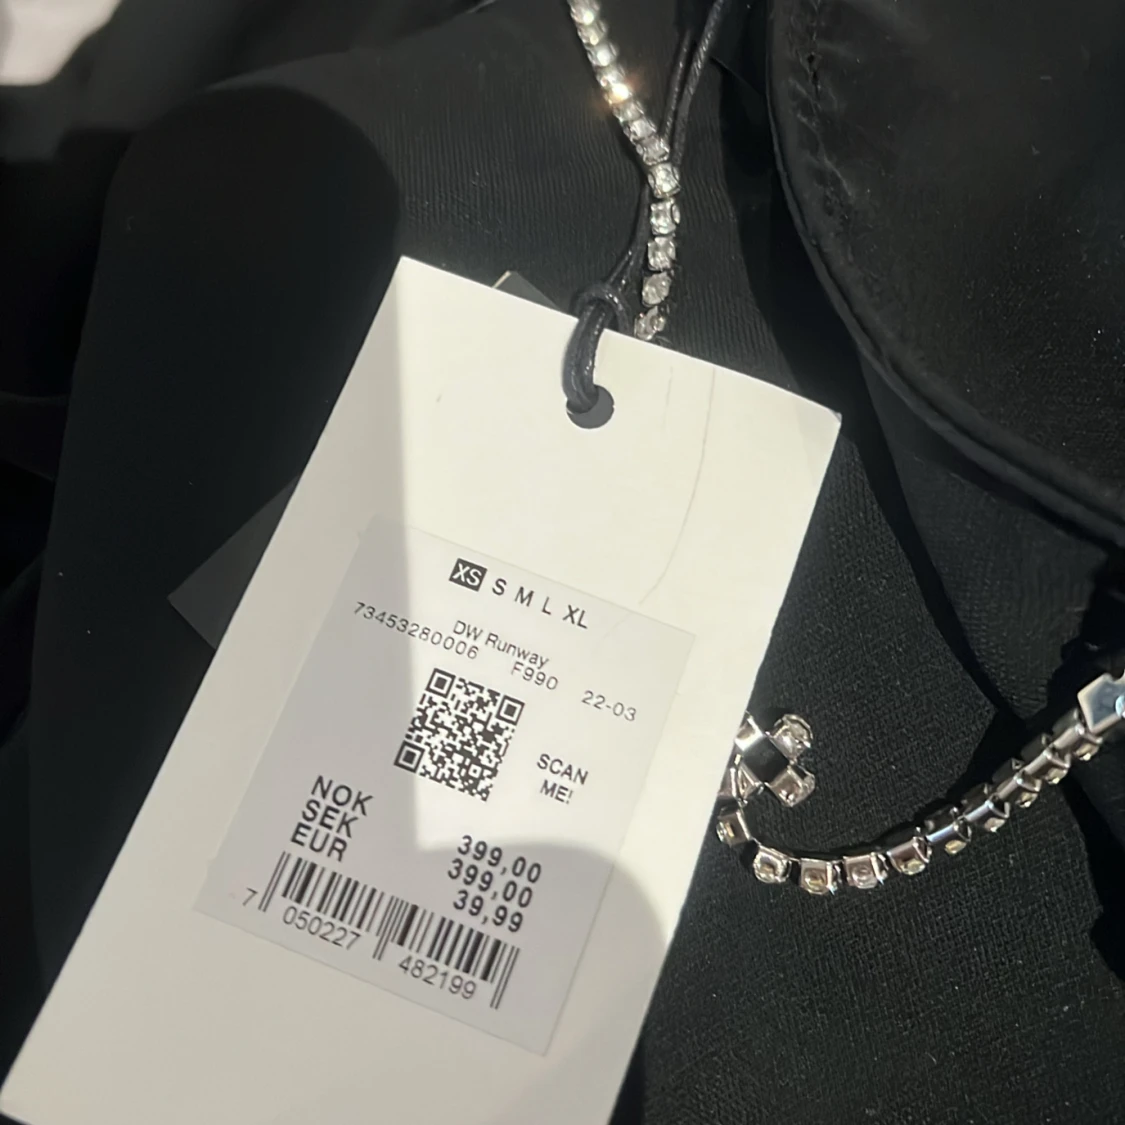 XS S M L XL
DW Runway
73453280006 F990 22-03
SCAN
ME!
NOK 399,00
SEK 399,00
EUR 39,99
7 050227 482199